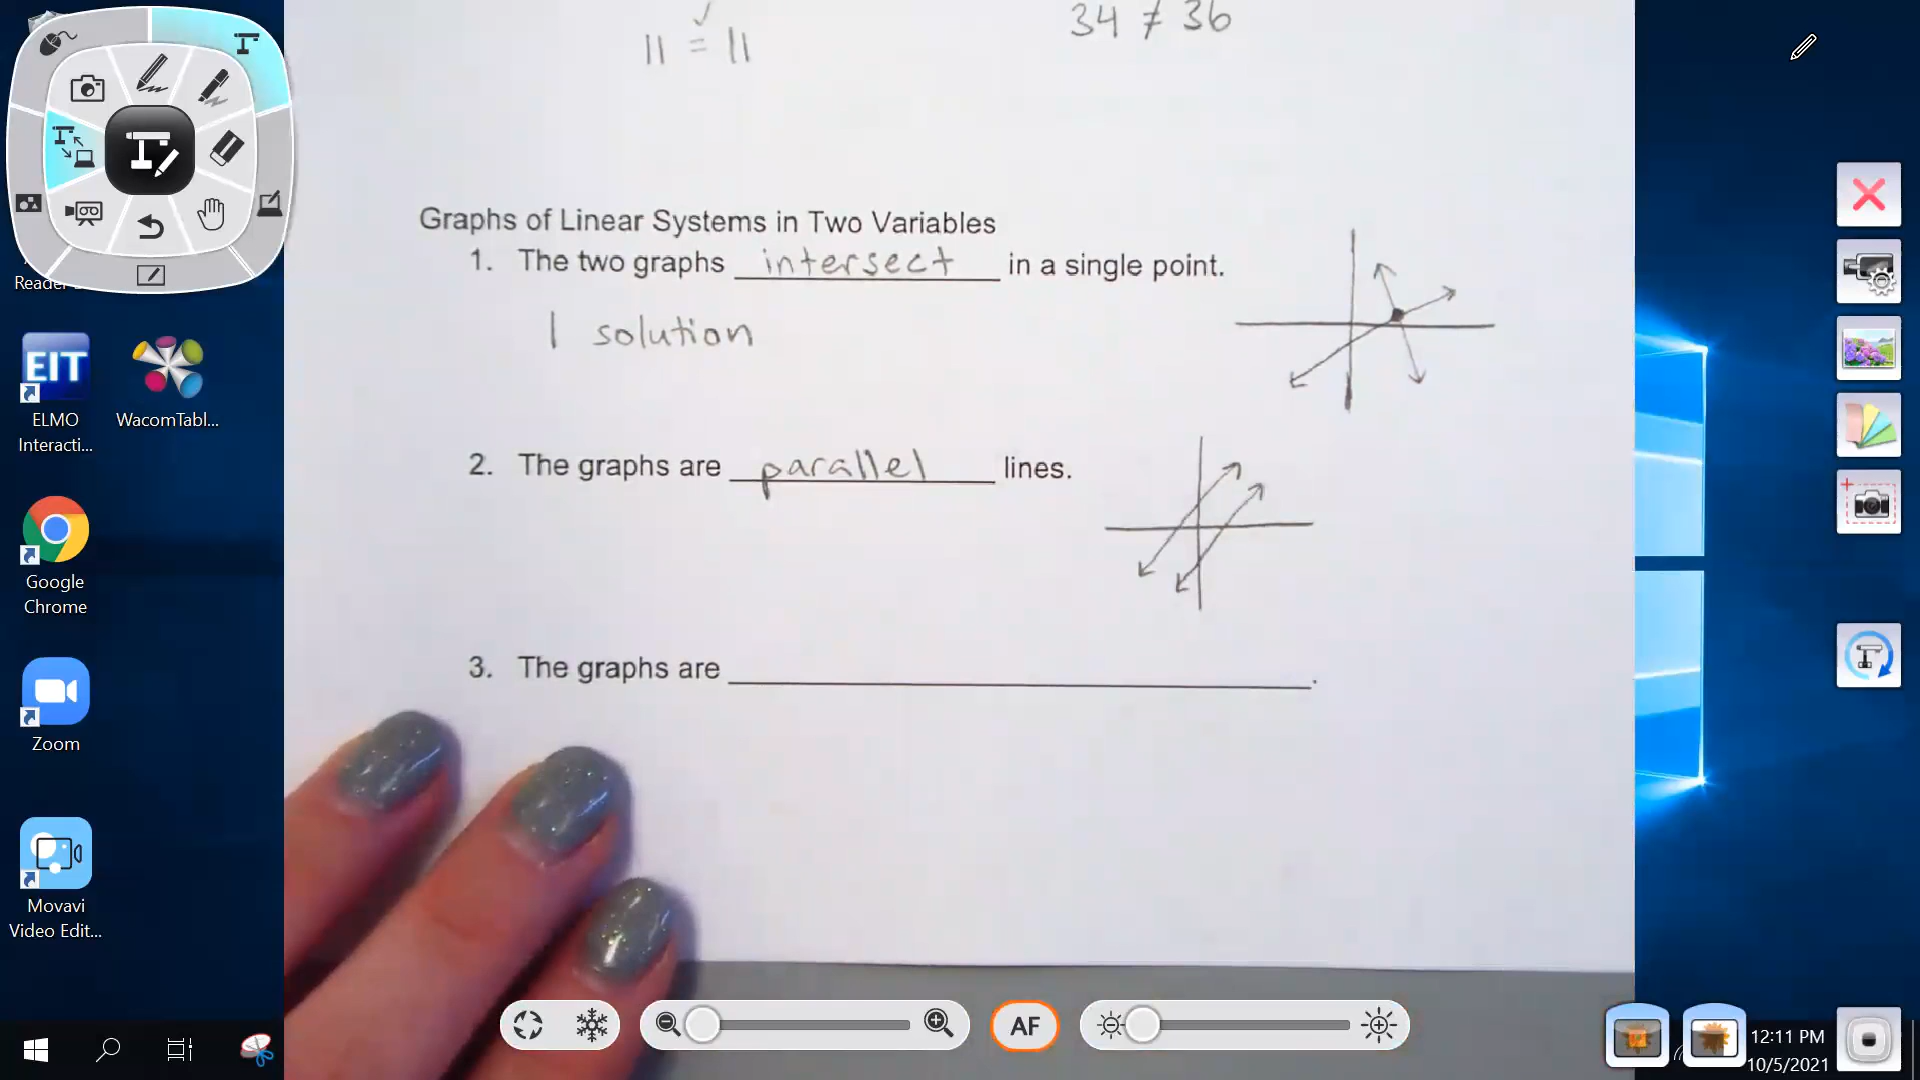 34 ≠ 36
✓
11 = 11
Graphs of Linear Systems in Two Variables
1. The two graphs intersect in a single point.
1 solution
2. The graphs are parallel lines.
3. The graphs are ____________.
Reader
EIT
ELMO
Interacti...
WacomTabl...
Google
Chrome
Zoom
Movavi
Video Edit...
AF
12:11 PM
10/5/2021